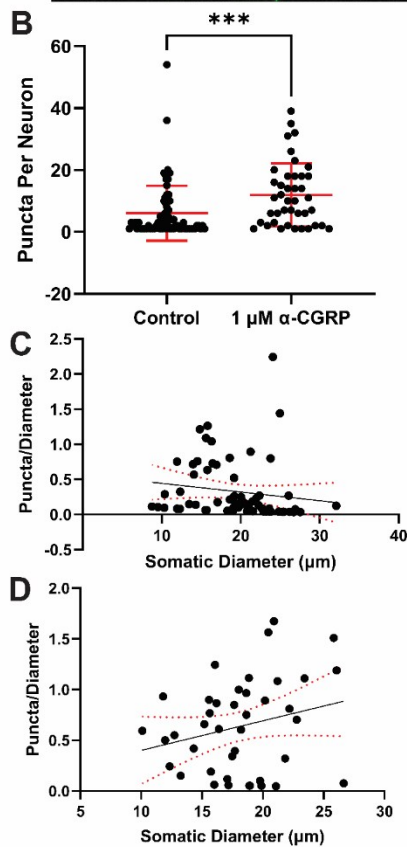 B
***
Puncta Per Neuron
60
40
20
0
-20
Control
1 µM α-CGRP
C
Puncta/Diameter
2.5
2.0
1.5
1.0
0.5
0.0
-0.5
10
20
30
40
Somatic Diameter (µm)
D
Puncta/Diameter
2.0
1.5
1.0
0.5
0.0
5
10
15
20
25
30
Somatic Diameter (µm)